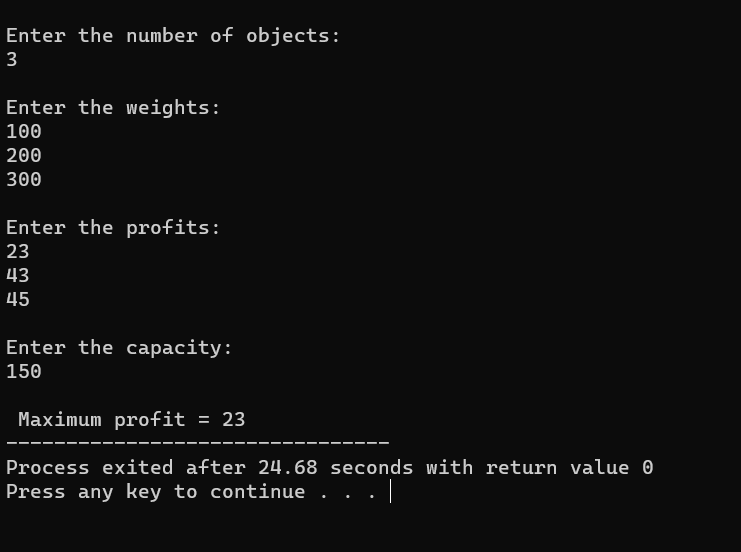 Enter the number of objects:
3
Enter the weights:
100
200
300
Enter the profits:
23
43
45
Enter the capacity:
150
Maximum profit = 23
--------------------------------
Process exited after 24.68 seconds with return value 0
Press any key to continue . . .